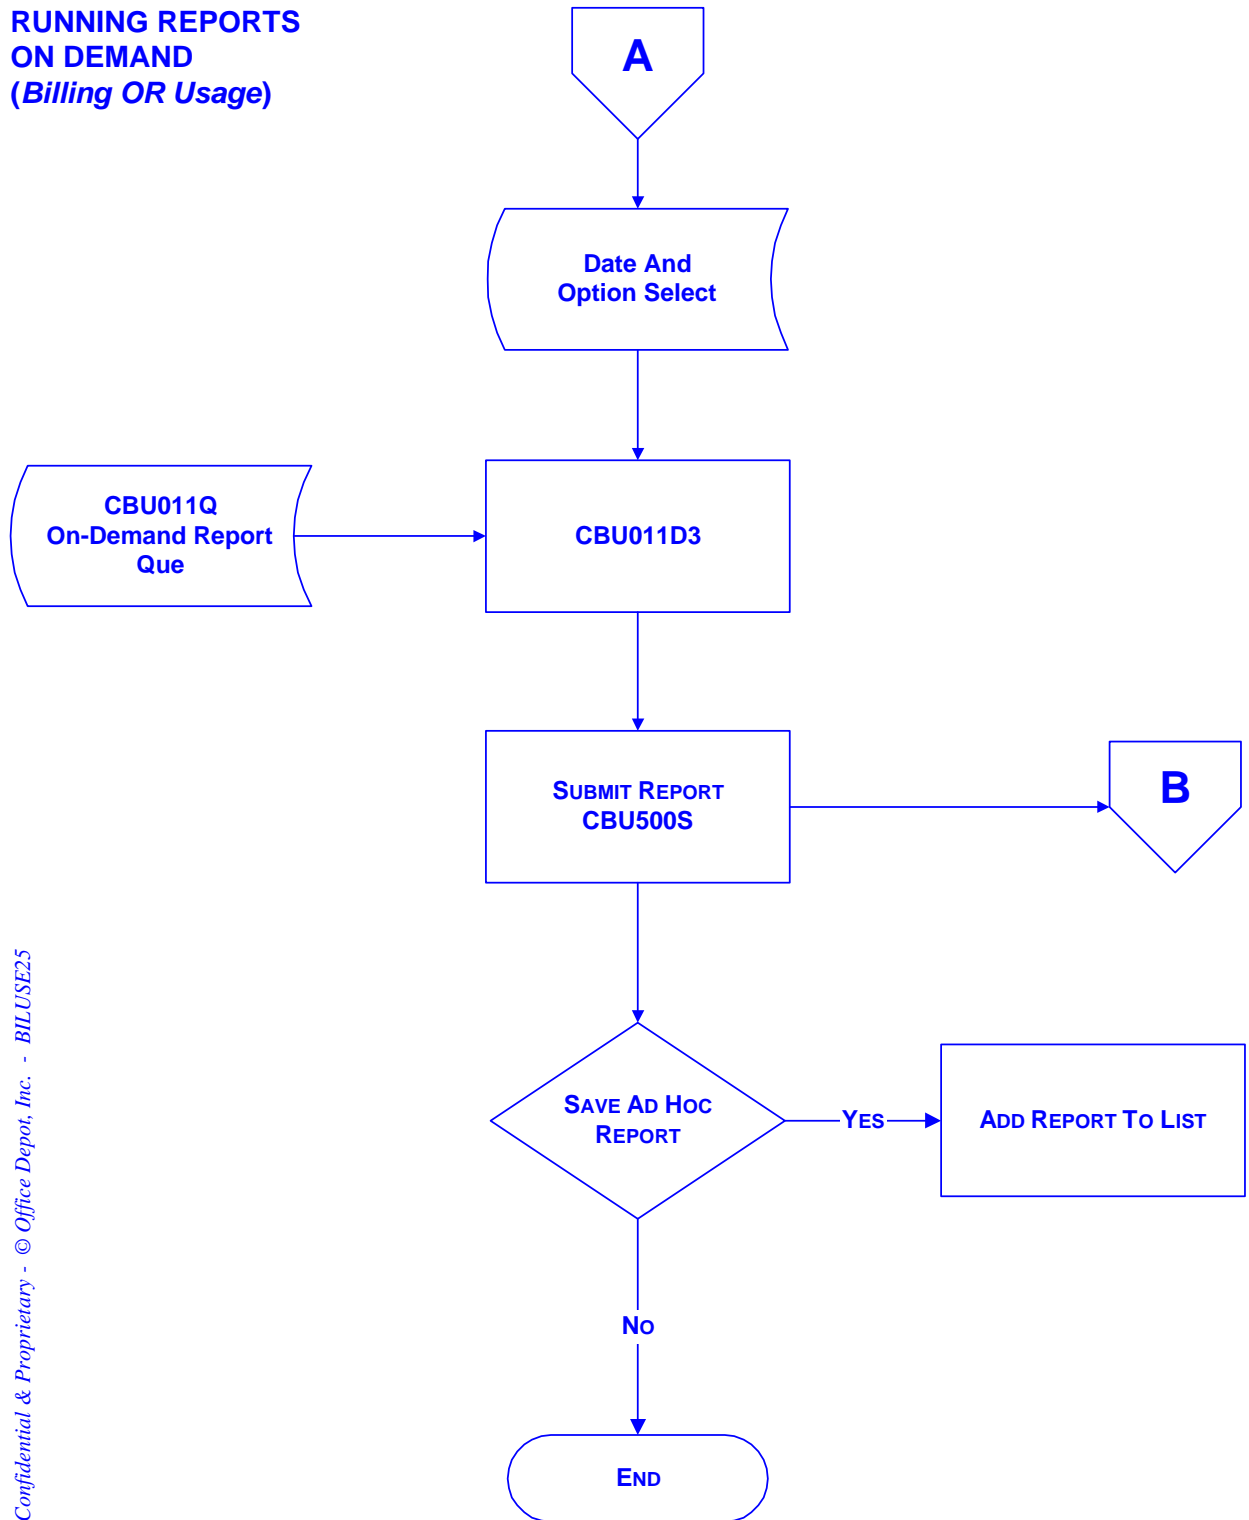 RUNNING REPORTS
ON DEMAND
(Billing OR Usage)
A
Date And
Option Select
CBU011Q
On-Demand Report
Que
CBU011D3
SUBMIT REPORT
CBU500S
B
SAVE AD HOC
REPORT
YES
ADD REPORT TO LIST
NO
END
Confidential & Proprietary - © Office Depot, Inc. - BILUSE25